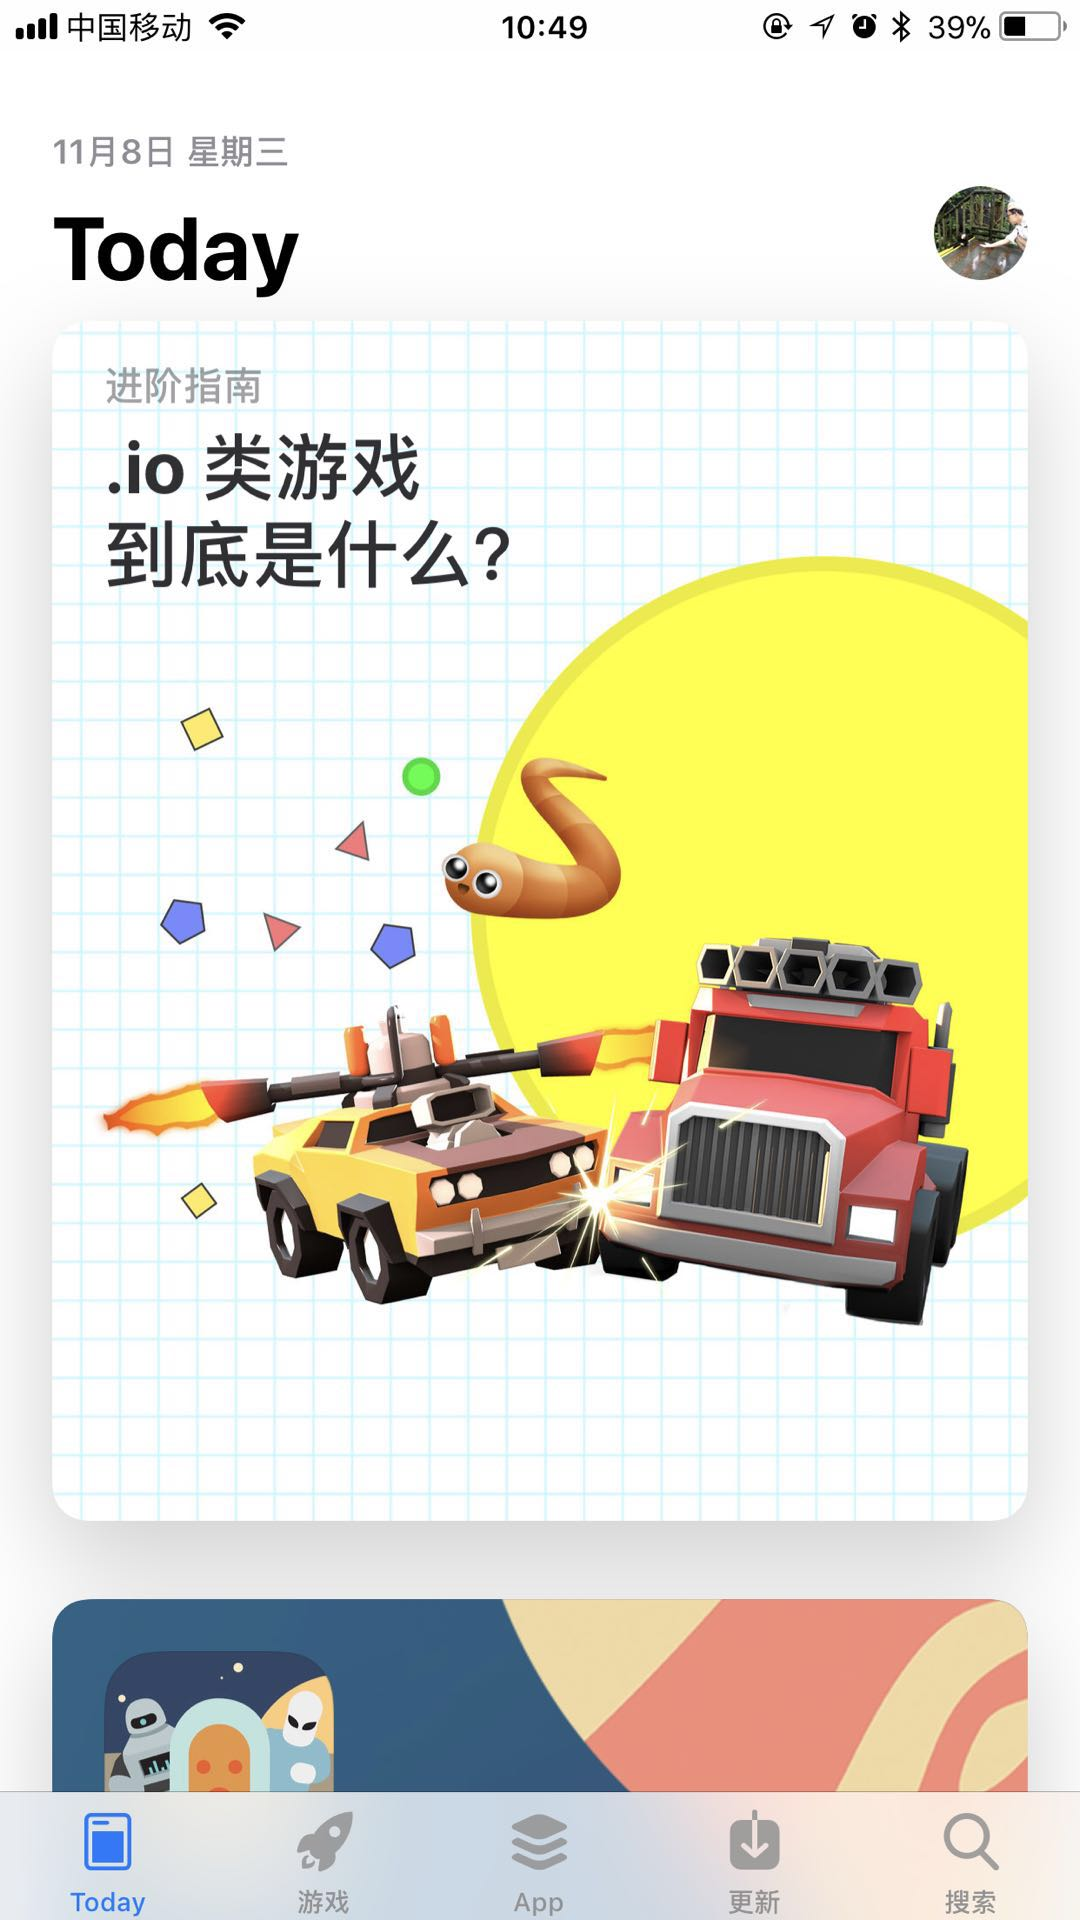 中国移动 10:49 39%
11月8日 星期三
Today
进阶指南
.io 类游戏
到底是什么?
Today 游戏 App 更新 搜索